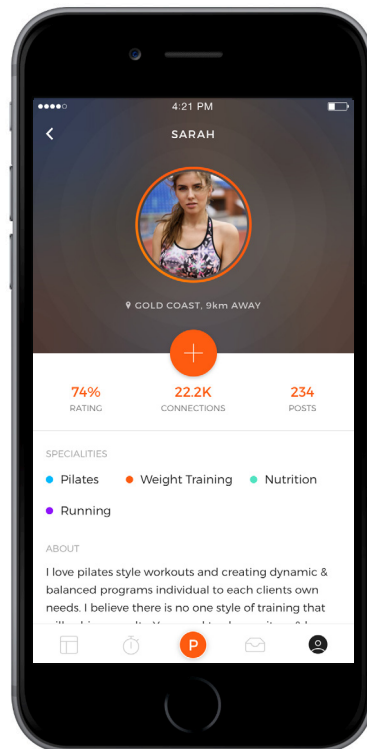 4:21 PM
SARAH
GOLD COAST, 9km AWAY
74% 22.2K 234
RATING CONNECTIONS POSTS
SPECIALITIES
Pilates Weight Training Nutrition
Running
ABOUT
I love pilates style workouts and creating dynamic &
balanced programs individual to each clients own
needs. I believe there is no one style of training that
P